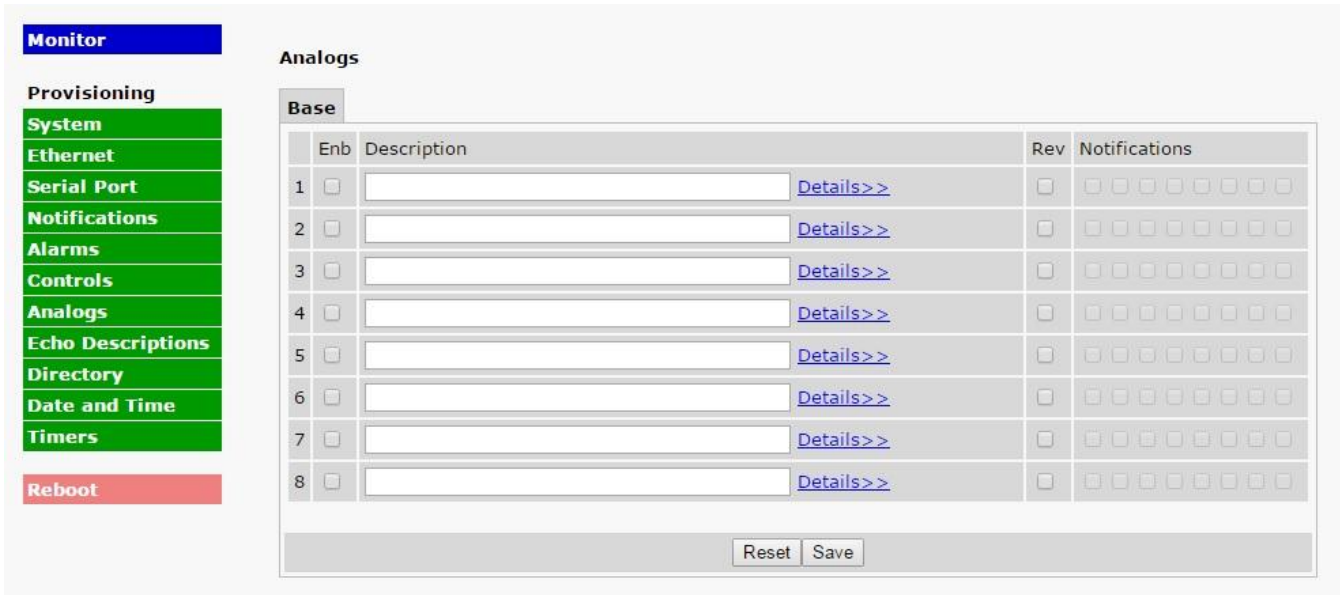 Monitor
Provisioning
System
Ethernet
Serial Port
Notifications
Alarms
Controls
Analogs
Echo Descriptions
Directory
Date and Time
Timers
Reboot
Analogs
Base
Enb Description Rev Notifications
1 Details>>
2 Details>>
3 Details>>
4 Details>>
5 Details>>
6 Details>>
7 Details>>
8 Details>>
Reset Save